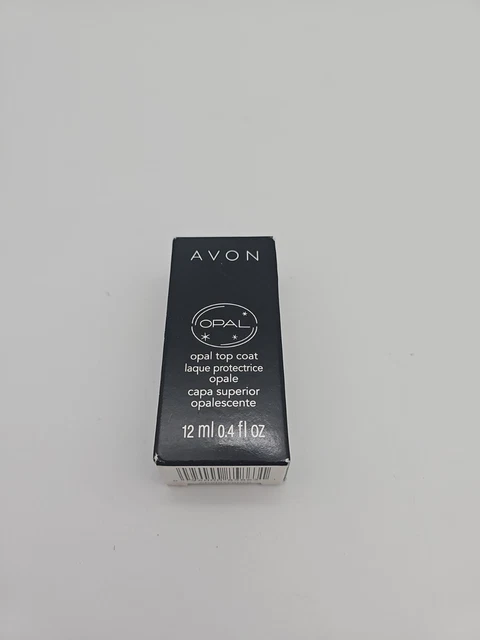 AVON
OPAL
opal top coat
laque protectrice
opale
capa superior
opalescente
12 ml 0.4 fl oz